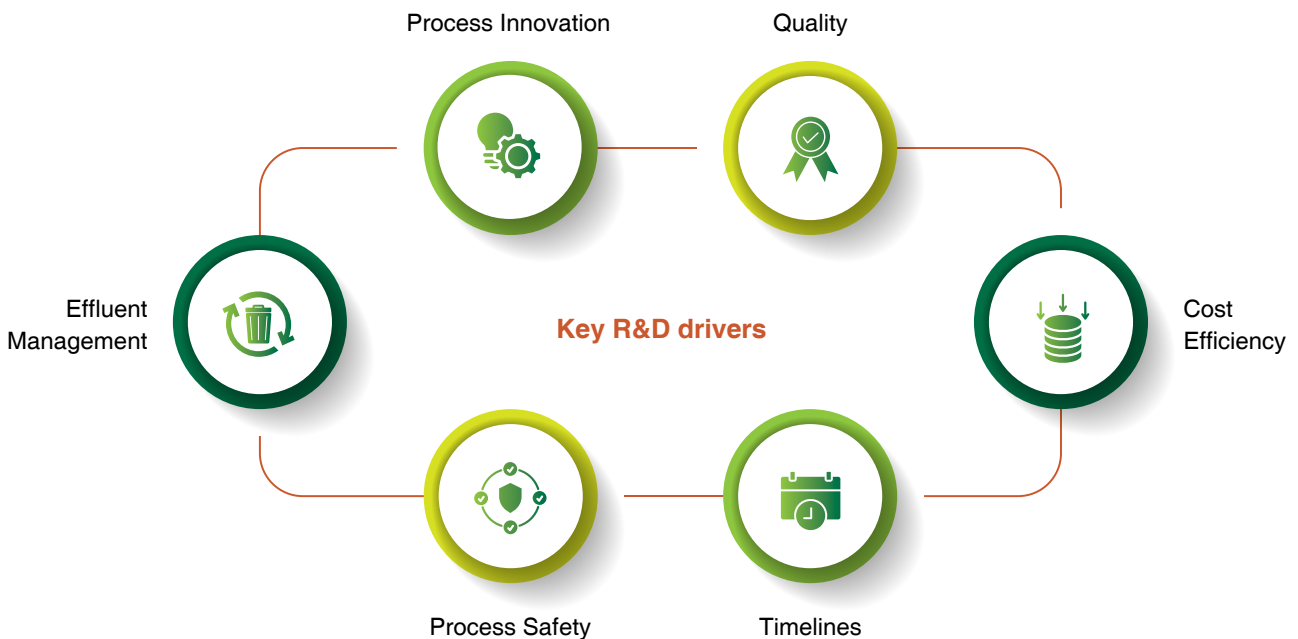 Process Innovation
Quality
Effluent
Management
Key R&D drivers
Cost
Efficiency
Process Safety
Timelines